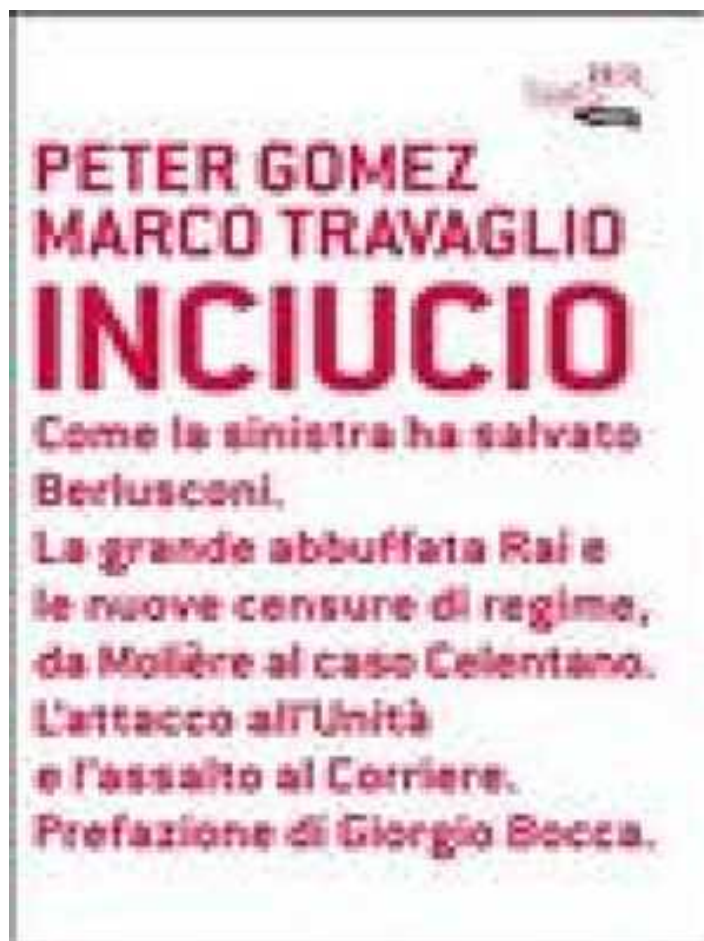 PETER GOMEZ
MARCO TRAVAGLIO
INCIUCIO
Come la sinistra ha salvato
Berlusconi.
La grande abbuffata Rai e
le nuove censure di regime,
da Molière al caso Celentano.
L'attacco all'Unità
e l'assalto al Corriere.
Prefazione di Giorgio Bocca.